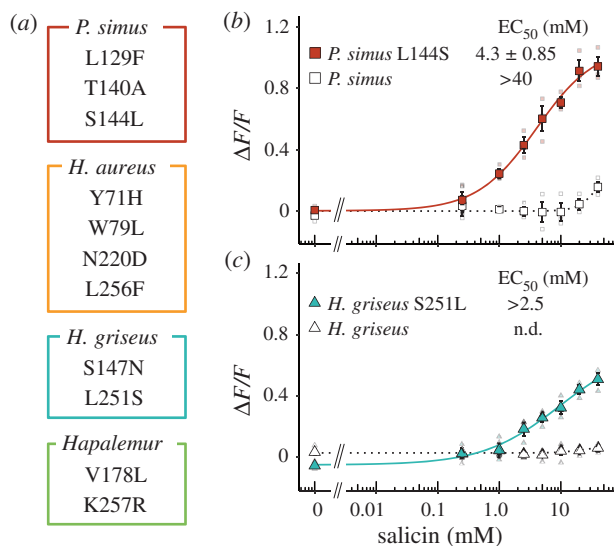 (a)
P. simus
L129F
T140A
S144L
H. aureus
Y71H
W79L
N220D
L256F
H. griseus
S147N
L251S
Hapalemur
V178L
K257R
(b)
EC50 (mM)
P. simus L144S 4.3 ± 0.85
P. simus >40
1.2
0.8
0.4
0
ΔF/F
(c)
EC50 (mM)
H. griseus S251L >2.5
H. griseus n.d.
1.2
0.8
0.4
0
ΔF/F
0 0.01 0.1 1.0 10
salicin (mM)